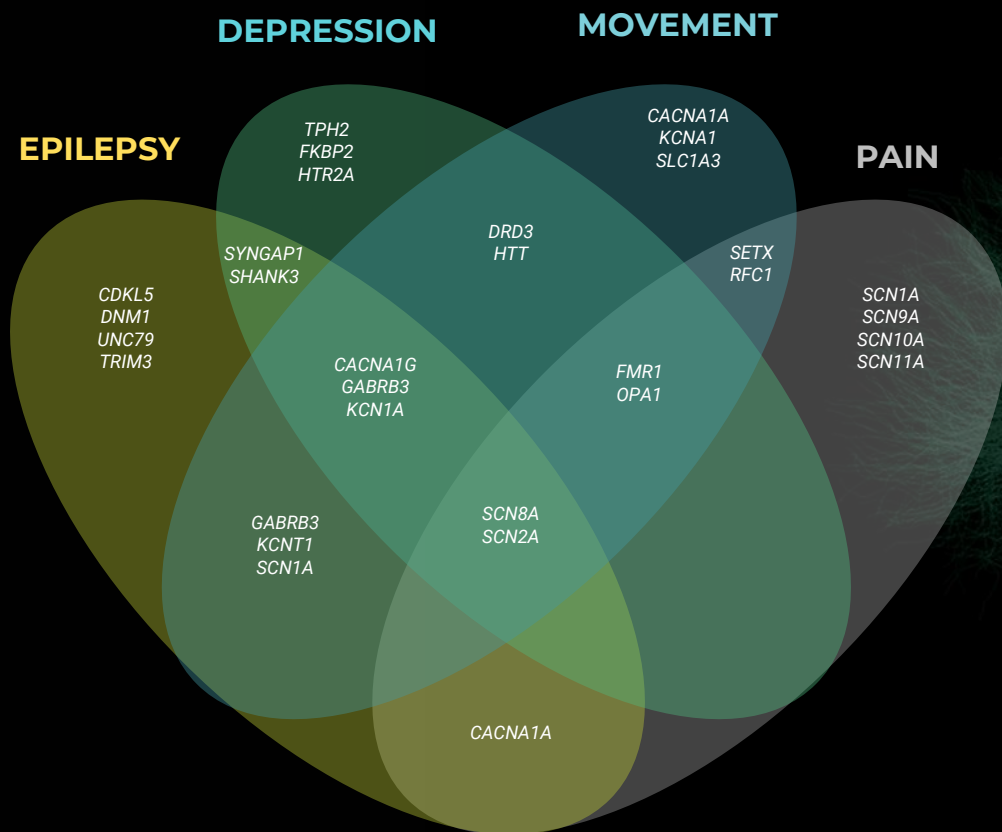 DEPRESSION
MOVEMENT
EPILEPSY
PAIN
TPH2
FKBP2
HTR2A
CACNA1A
KCNA1
SLC1A3
SYNGAP1
SHANK3
DRD3
HTT
SETX
RFC1
CDKL5
DNM1
UNC79
TRIM3
SCN1A
SCN9A
SCN10A
SCN11A
CACNA1G
GABRB3
KCN1A
FMR1
OPA1
GABRB3
KCNT1
SCN1A
SCN8A
SCN2A
CACNA1A